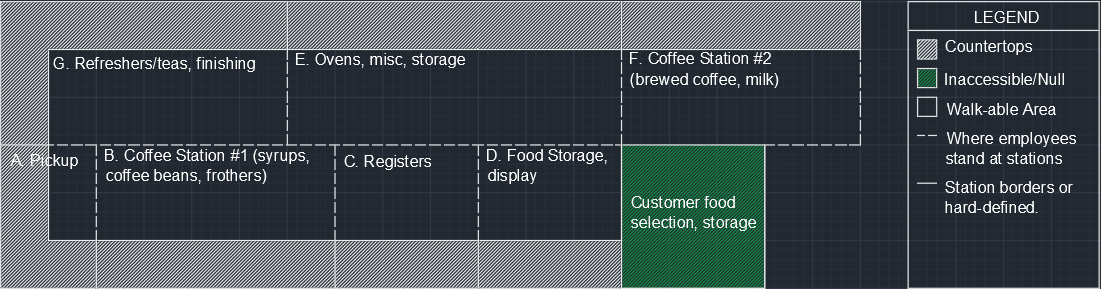 G. Refreshers/teas, finishing
E. Ovens, misc, storage
F. Coffee Station #2
(brewed coffee, milk)
A. Pickup
B. Coffee Station #1 (syrups,
coffee beans, frothers)
C. Registers
D. Food Storage,
display
Customer food
selection, storage
LEGEND
Countertops
Inaccessible/Null
Walk-able Area
Where employees
stand at stations
Station borders or
hard-defined.